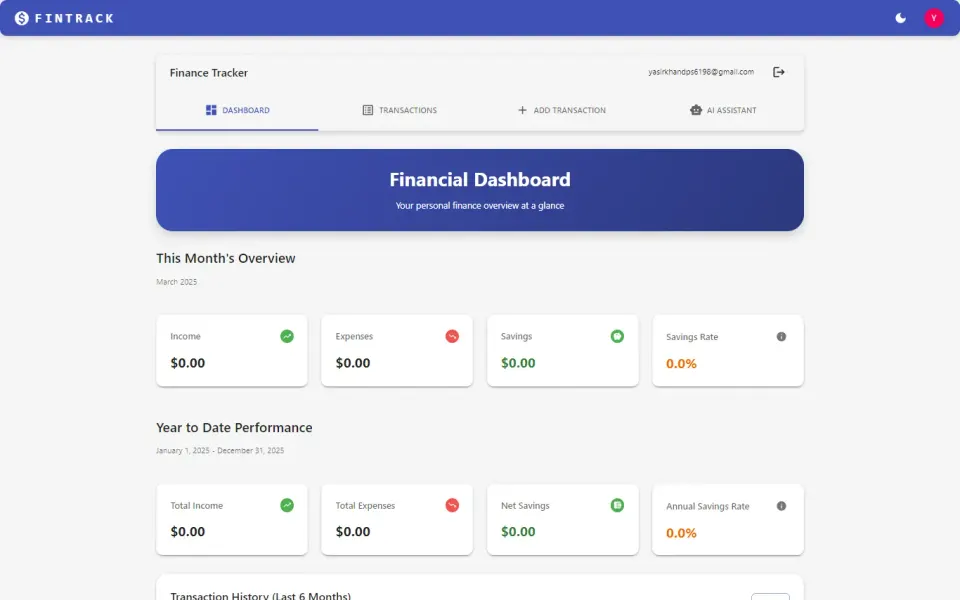 FINTRACK
Y
Finance Tracker
yasirkhandps6198@gmail.com
DASHBOARD
TRANSACTIONS
ADD TRANSACTION
AI ASSISTANT
Financial Dashboard
Your personal finance overview at a glance
This Month's Overview
March 2025
Income
Expenses
Savings
Savings Rate
$0.00
$0.00
$0.00
0.0%
Year to Date Performance
January 1, 2025 - December 31, 2025
Total Income
Total Expenses
Net Savings
Annual Savings Rate
$0.00
$0.00
$0.00
0.0%
Transaction History (Last 6 Months)